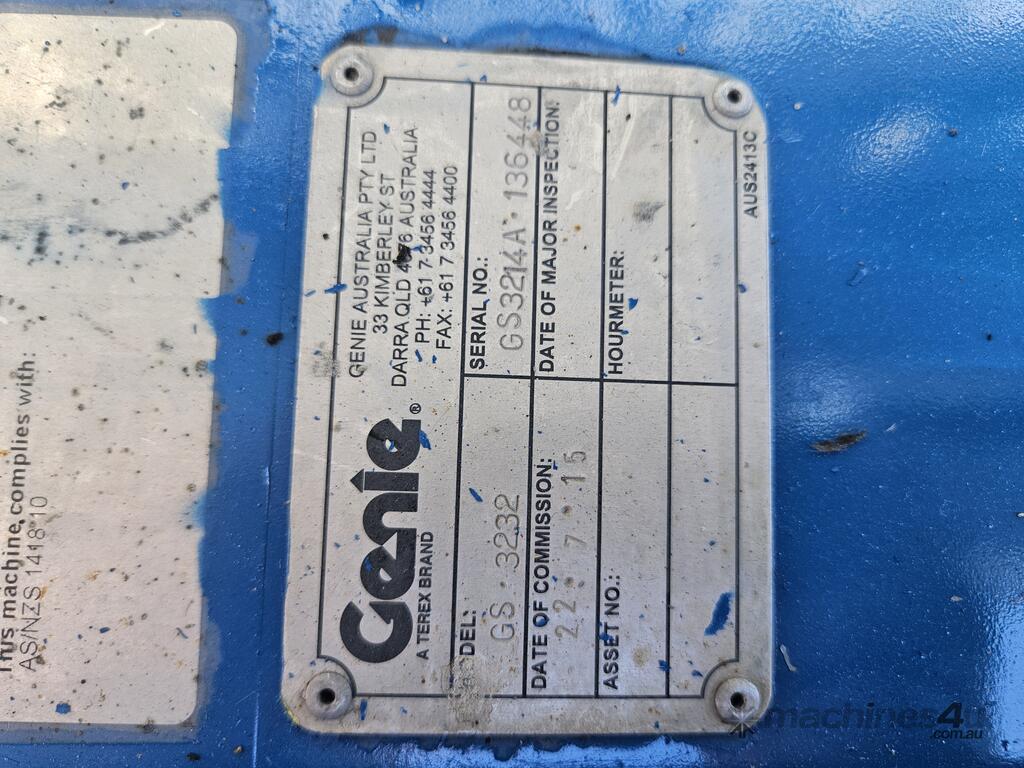 This machine complies with:
AS/NZS 1418*10
Genie®
A TEREX BRAND
GENIE AUSTRALIA PTY LTD
33 KIMBERLEY ST
DARRA QLD 4076 AUSTRALIA
PH: +61 7 3456 4444
FAX: +61 7 3456 4400
DEL: SERIAL NO.:
GS·3232 GS3214A·136448
DATE OF COMMISSION: DATE OF MAJOR INSPECTION:
22·7·15
ASSET NO.: HOURMETER:
AUS2413C
machines4u
.com.au